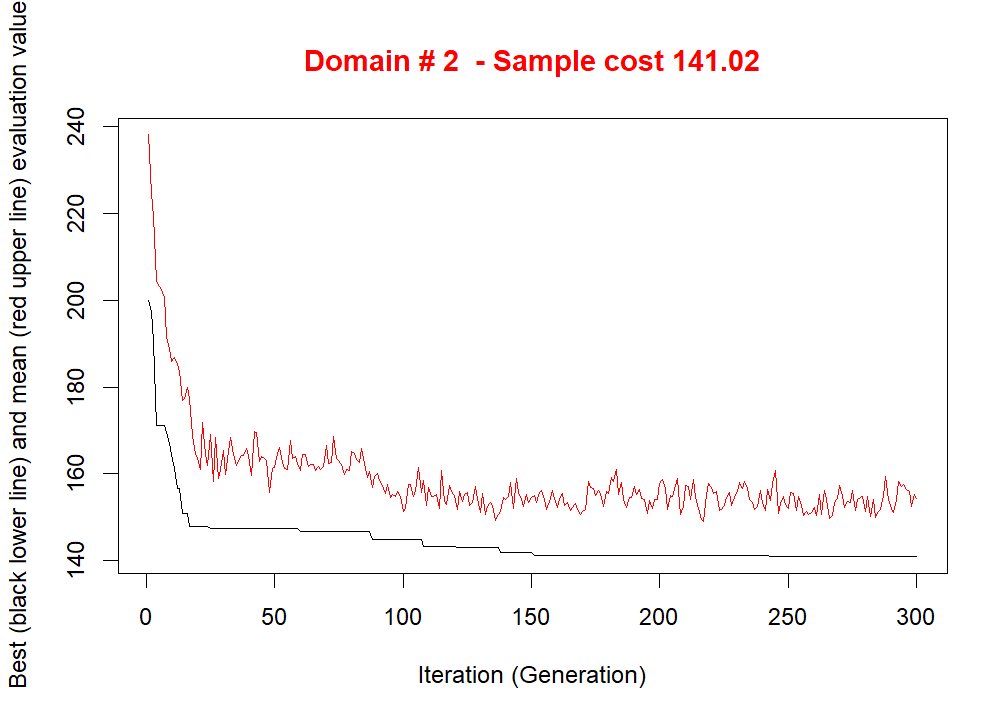 Domain # 2  - Sample cost 141.02
Best (black lower line) and mean (red upper line) evaluation value
240
220
200
180
160
140
0 50 100 150 200 250 300
Iteration (Generation)